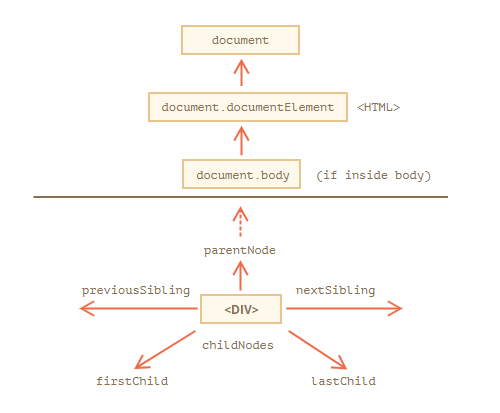 document
document.documentElement <HTML>
document.body (if inside body)
parentNode
previousSibling nextSibling
<DIV>
childNodes
firstChild lastChild